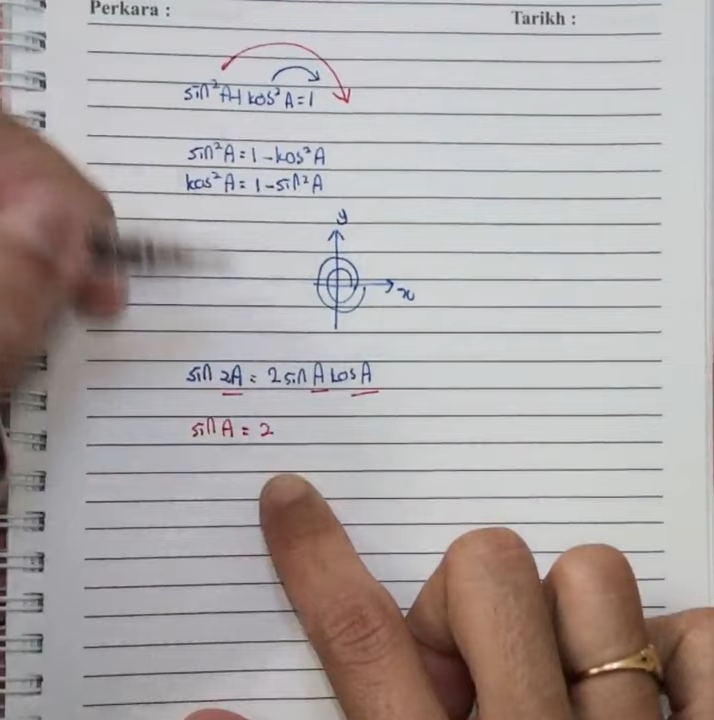 Perkara :
Tarikh :
sin²A+kos²A=1
sin²A=1-kos²A
kos²A=1-sin²A
y
x
sin 2A = 2 sin A kos A
sin A = 2